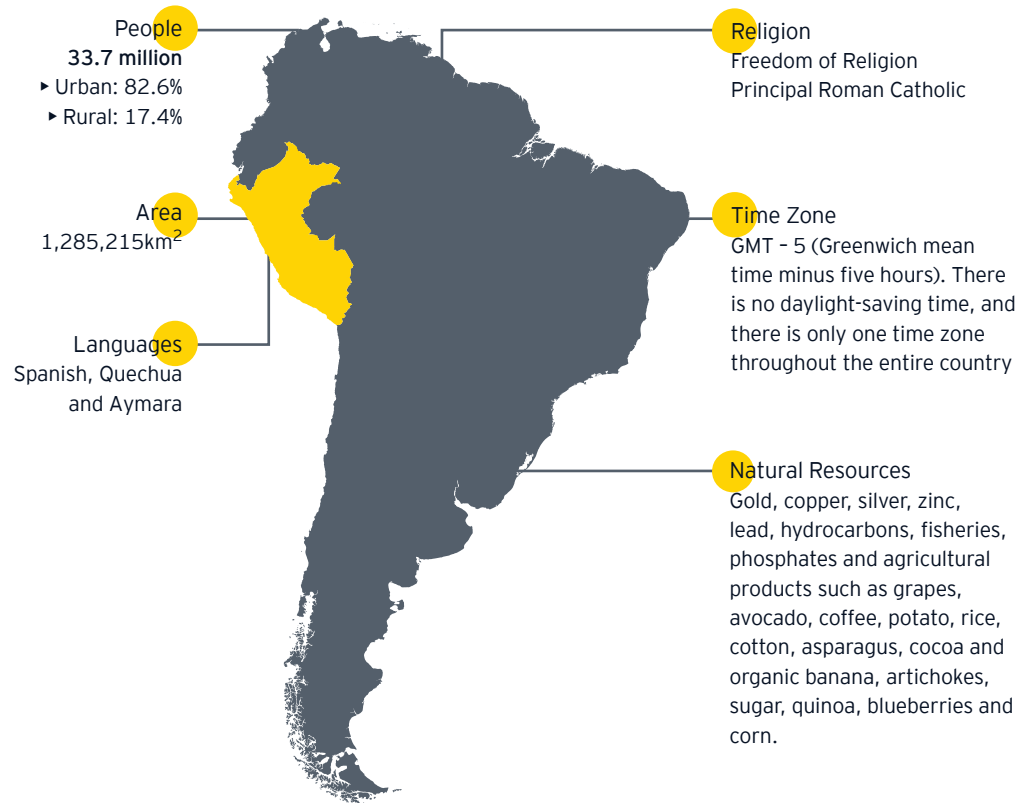 People
33.7 million
▸ Urban: 82.6%
▸ Rural: 17.4%
Area
1,285,215km²
Languages
Spanish, Quechua
and Aymara
Religion
Freedom of Religion
Principal Roman Catholic
Time Zone
GMT – 5 (Greenwich mean
time minus five hours). There
is no daylight-saving time, and
there is only one time zone
throughout the entire country
Natural Resources
Gold, copper, silver, zinc,
lead, hydrocarbons, fisheries,
phosphates and agricultural
products such as grapes,
avocado, coffee, potato, rice,
cotton, asparagus, cocoa and
organic banana, artichokes,
sugar, quinoa, blueberries and
corn.